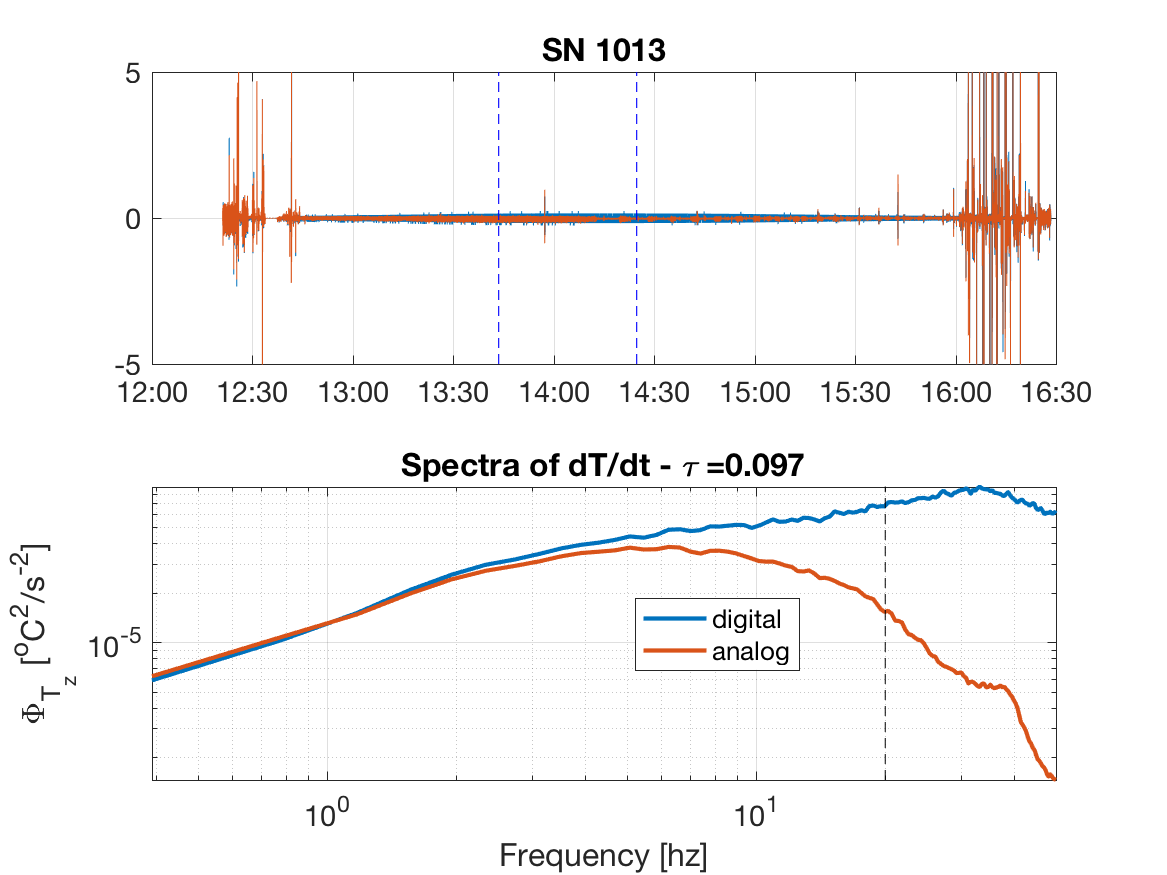 SN 1013
5
0
-5
12:00 12:30 13:00 13:30 14:00 14:30 15:00 15:30 16:00 16:30
Spectra of dT/dt - τ =0.097
Φ_T_z [°C²/s⁻²]
10⁻⁵
digital
analog
10⁰ 10¹
Frequency [hz]